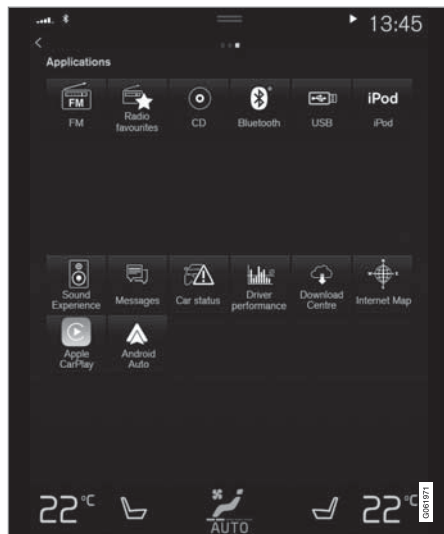 13:45
Applications
FM
FM Radio favourites CD Bluetooth USB iPod
iPod
Sound Experience Messages Car status Driver performance Download Centre Internet Map
Apple CarPlay Android Auto
22°C AUTO 22°C
G061971